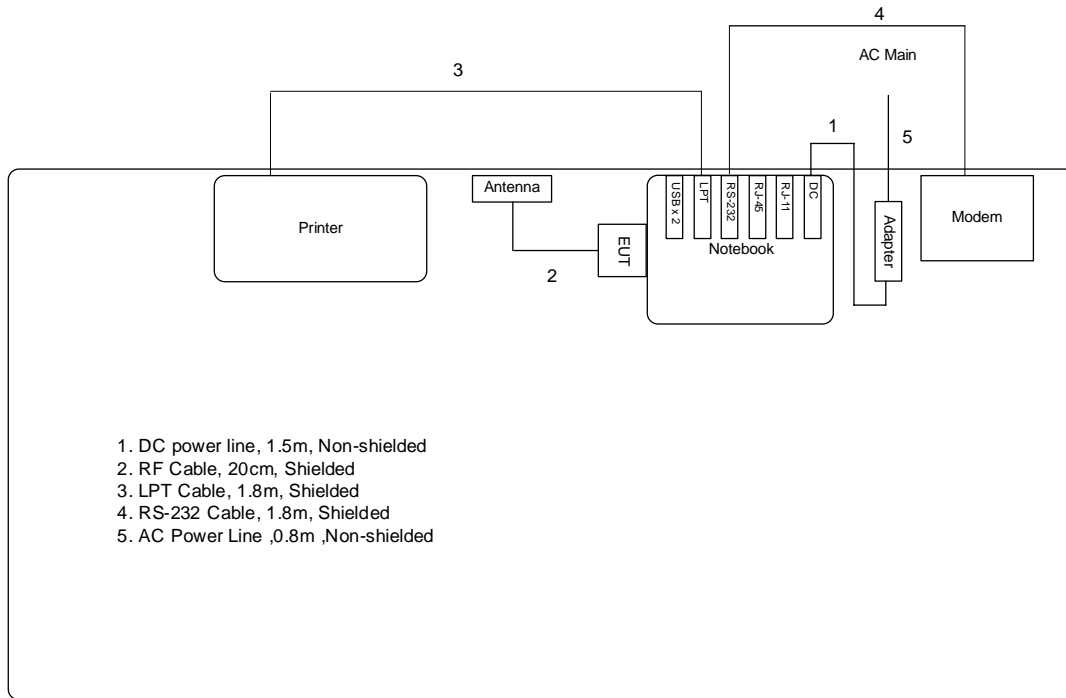 4
AC Main
3
1
5
Antenna
Printer
EUT
2
USB x 2
LPT
RS-232
RJ-45
RJ-11
DC
Notebook
Adapter
Modem
1. DC power line, 1.5m, Non-shielded
2. RF Cable, 20cm, Shielded
3. LPT Cable, 1.8m, Shielded
4. RS-232 Cable, 1.8m, Shielded
5. AC Power Line ,0.8m ,Non-shielded